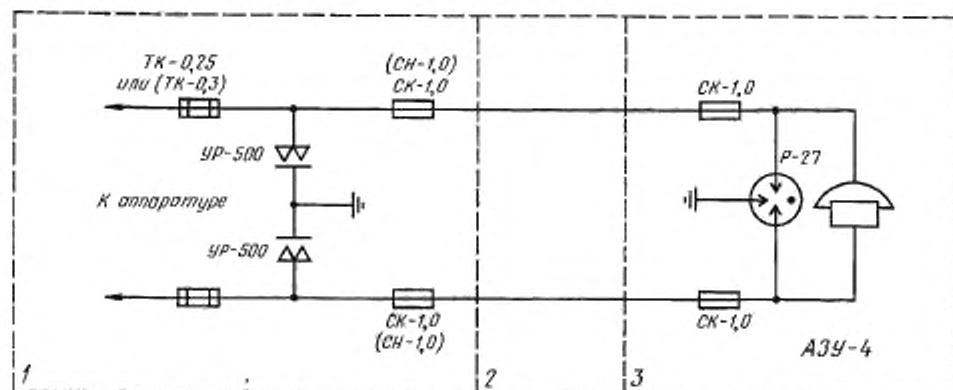 ТК-0,25
или (ТК-0,3)
(СН-1,0)
СК-1,0
СК-1,0
УР-500
Р-27
К аппаратуре
УР-500
СК-1,0
(СН-1,0)
СК-1,0
АЗУ-4
1
2
3